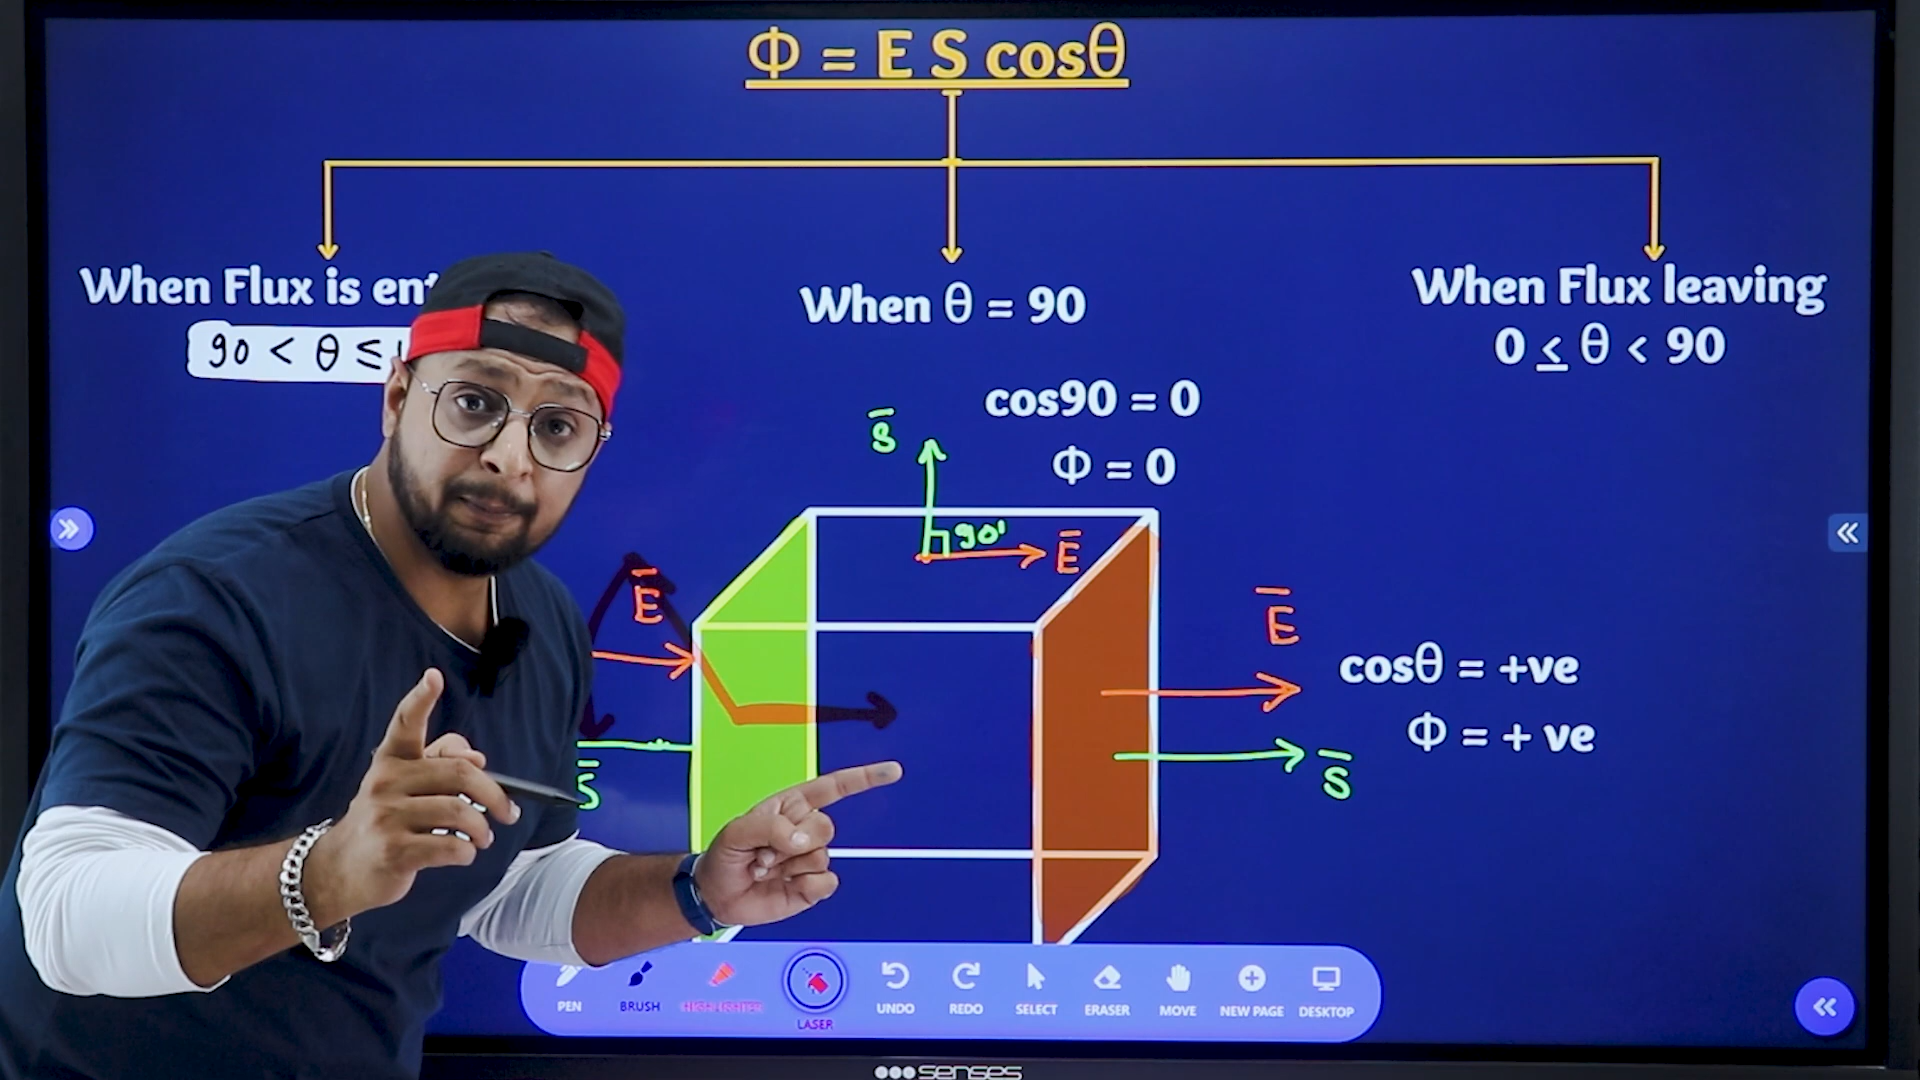 Φ = E S cosθ
When Flux is
90 < θ ≤
When θ = 90
cos90 = 0
Φ = 0
S̄
90°
Ē
When Flux leaving
0 ≤ θ < 90
Ē
S̄
Ē
cosθ = +ve
Φ = + ve
S̄
PEN
BRUSH
HIGHLIGHTER
LASER
UNDO
REDO
SELECT
ERASER
MOVE
NEW PAGE
DESKTOP
senses